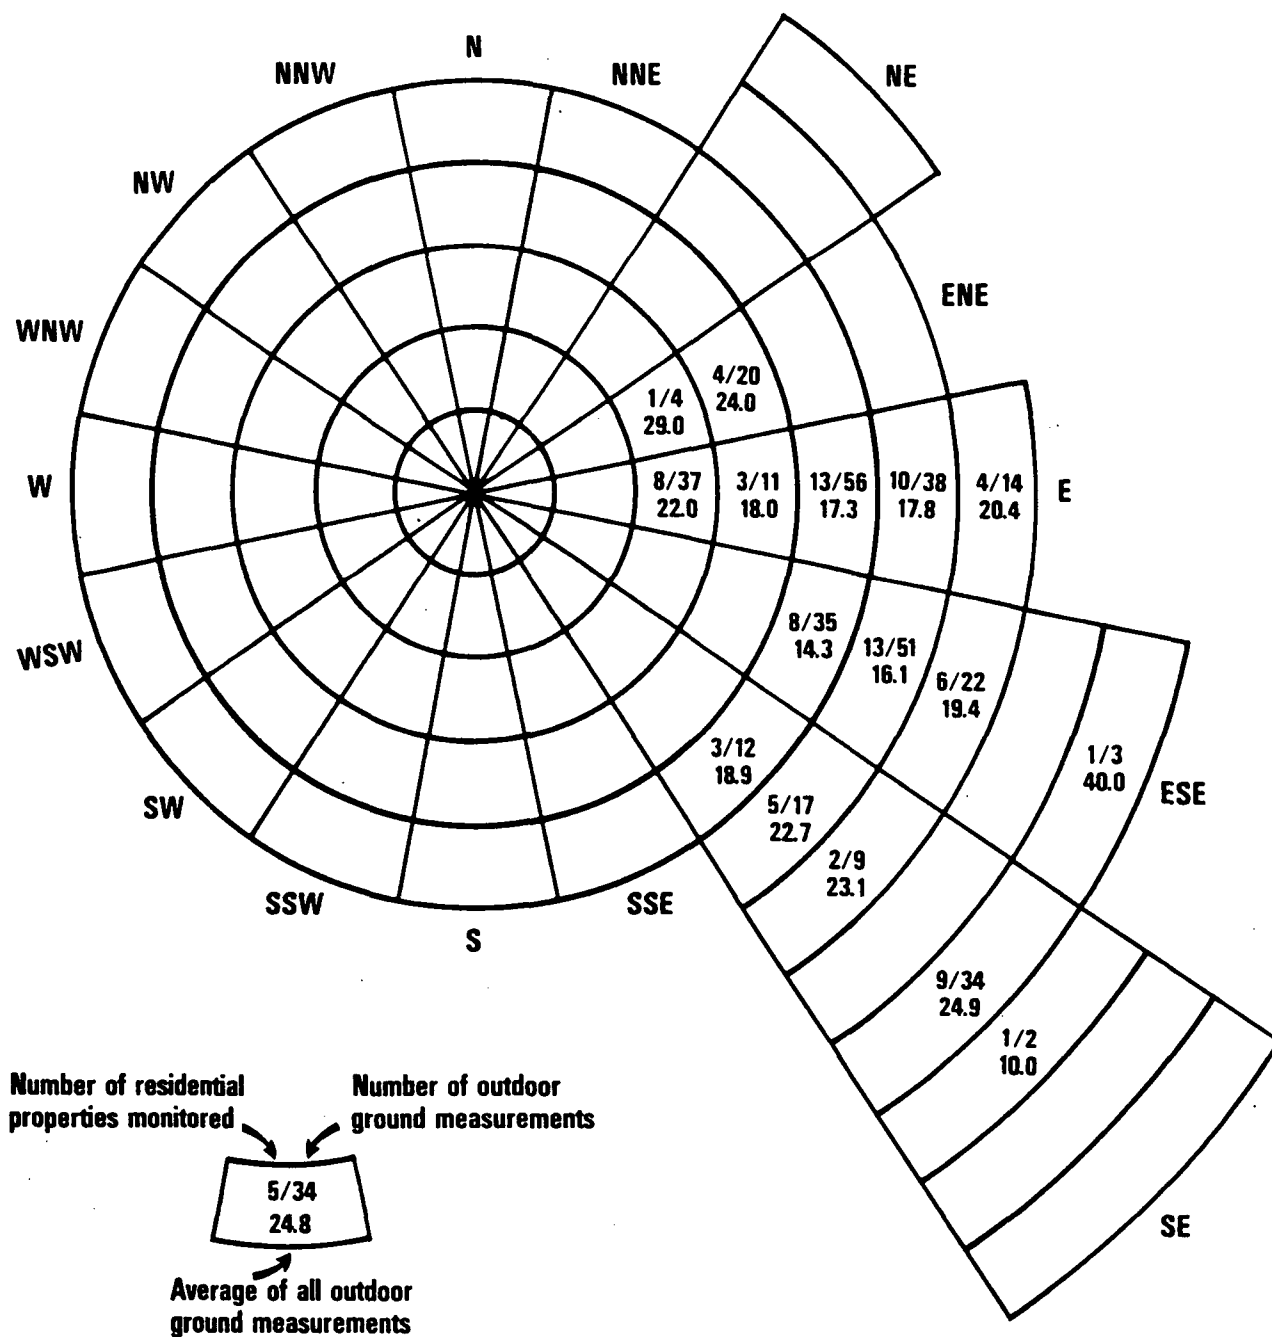 N
NNW
NNE
NE
NW
ENE
WNW
4/20
24.0
1/4
29.0
W
8/37
22.0
3/11
18.0
13/56
17.3
10/38
17.8
4/14
20.4
E
8/35
14.3
13/51
16.1
6/22
19.4
WSW
3/12
18.9
1/3
40.0
ESE
SW
5/17
22.7
2/9
23.1
SSW
SSE
S
9/34
24.9
1/2
10.0
SE
Number of residential
properties monitored
Number of outdoor
ground measurements
5/34
24.8
Average of all outdoor
ground measurements